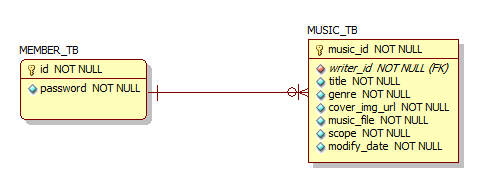 MEMBER_TB
id NOT NULL
password NOT NULL
MUSIC_TB
music_id NOT NULL
writer_id NOT NULL (FK)
title NOT NULL
genre NOT NULL
cover_img_url NOT NULL
music_file NOT NULL
scope NOT NULL
modify_date NOT NULL